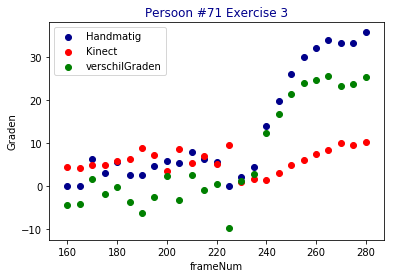 Persoon #71 Exercise 3
Handmatig
Kinect
verschilGraden
Graden
30
20
10
0
−10
160
180
200
220
240
260
280
frameNum